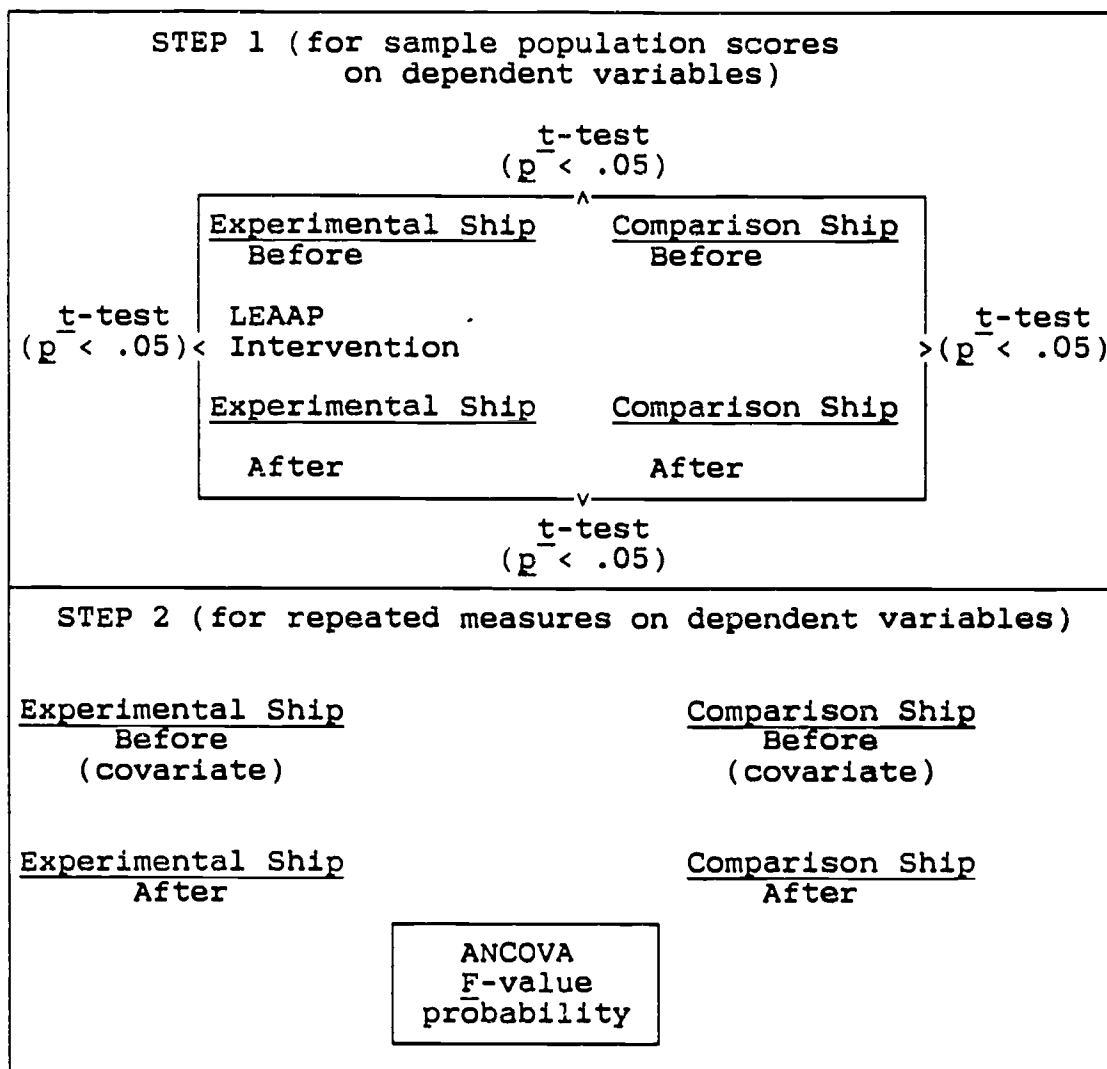 STEP 1 (for sample population scores
on dependent variables)
t-test
(p < .05)
^
Experimental Ship Comparison Ship
Before Before
t-test LEAAP t-test
(p < .05)< Intervention >(p < .05)
Experimental Ship Comparison Ship
After After
v
t-test
(p < .05)
STEP 2 (for repeated measures on dependent variables)
Experimental Ship Comparison Ship
Before Before
(covariate) (covariate)
Experimental Ship Comparison Ship
After After
ANCOVA
F-value
probability